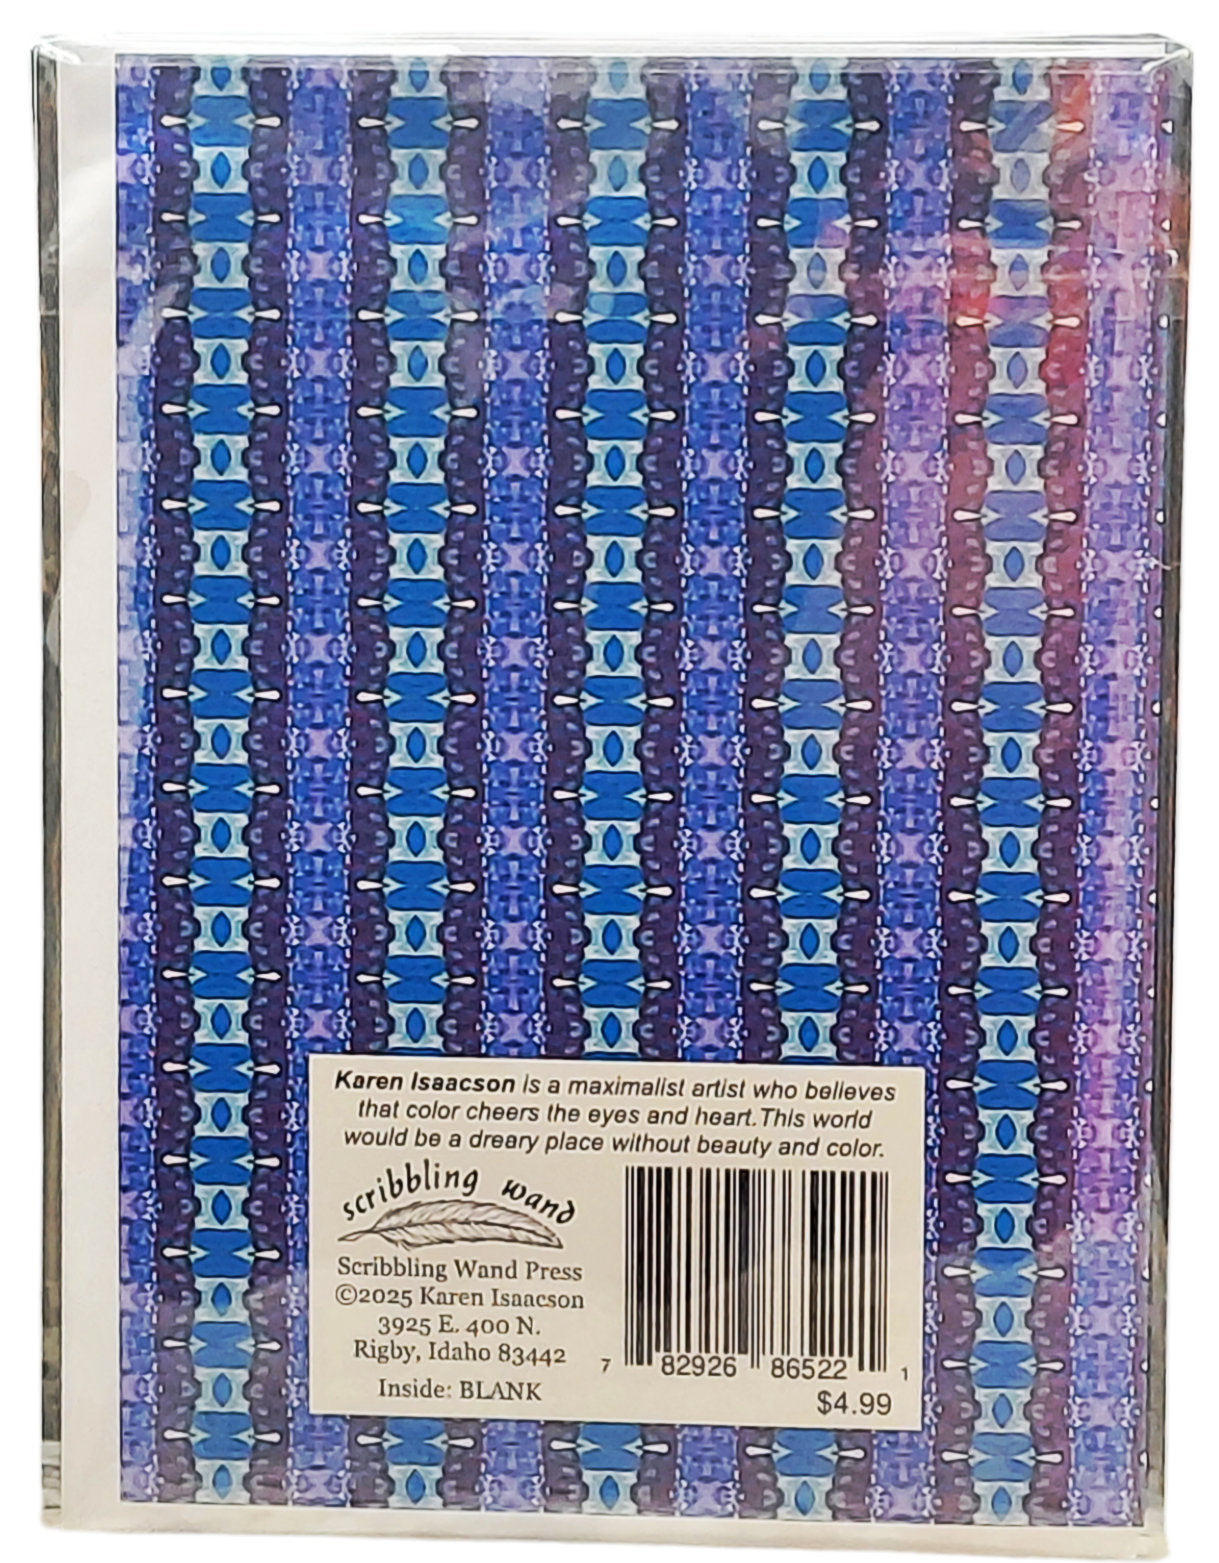 Karen Isaacson is a maximalist artist who believes
that color cheers the eyes and heart. This world
would be a dreary place without beauty and color.
scribbling wand
Scribbling Wand Press
©2025 Karen Isaacson
3925 E. 400 N.
Rigby, Idaho 83442
Inside: BLANK
7 82926 86522 1
$4.99